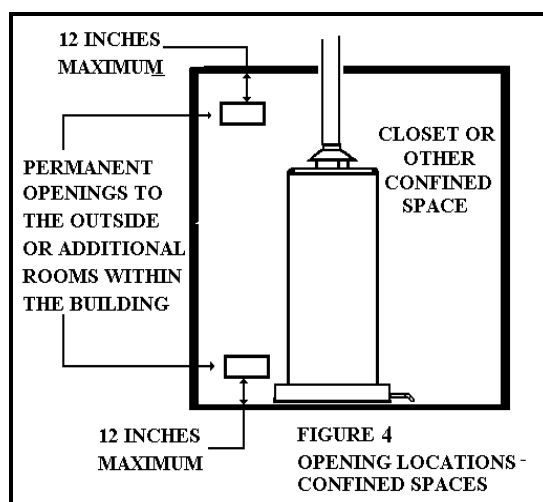 12 INCHES
MAXIMUM
CLOSET OR
OTHER
CONFINED
SPACE
PERMANENT
OPENINGS TO
THE OUTSIDE
OR ADDITIONAL
ROOMS WITHIN
THE BUILDING
12 INCHES
MAXIMUM
FIGURE 4
OPENING LOCATIONS-
CONFINED SPACES